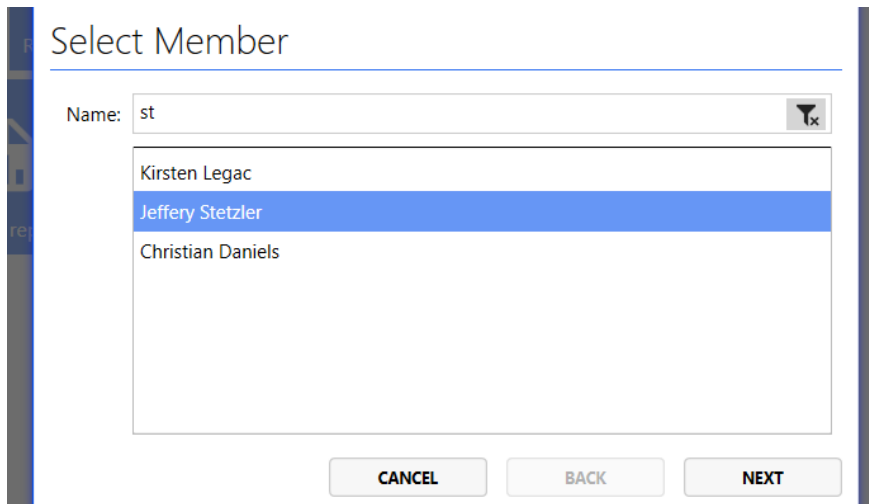 Select Member
Name: st
Kirsten Legac
Jeffery Stetzler
Christian Daniels
CANCEL BACK NEXT